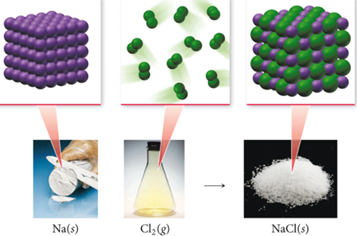 Na(s)
Cl₂(g)
→
NaCl(s)